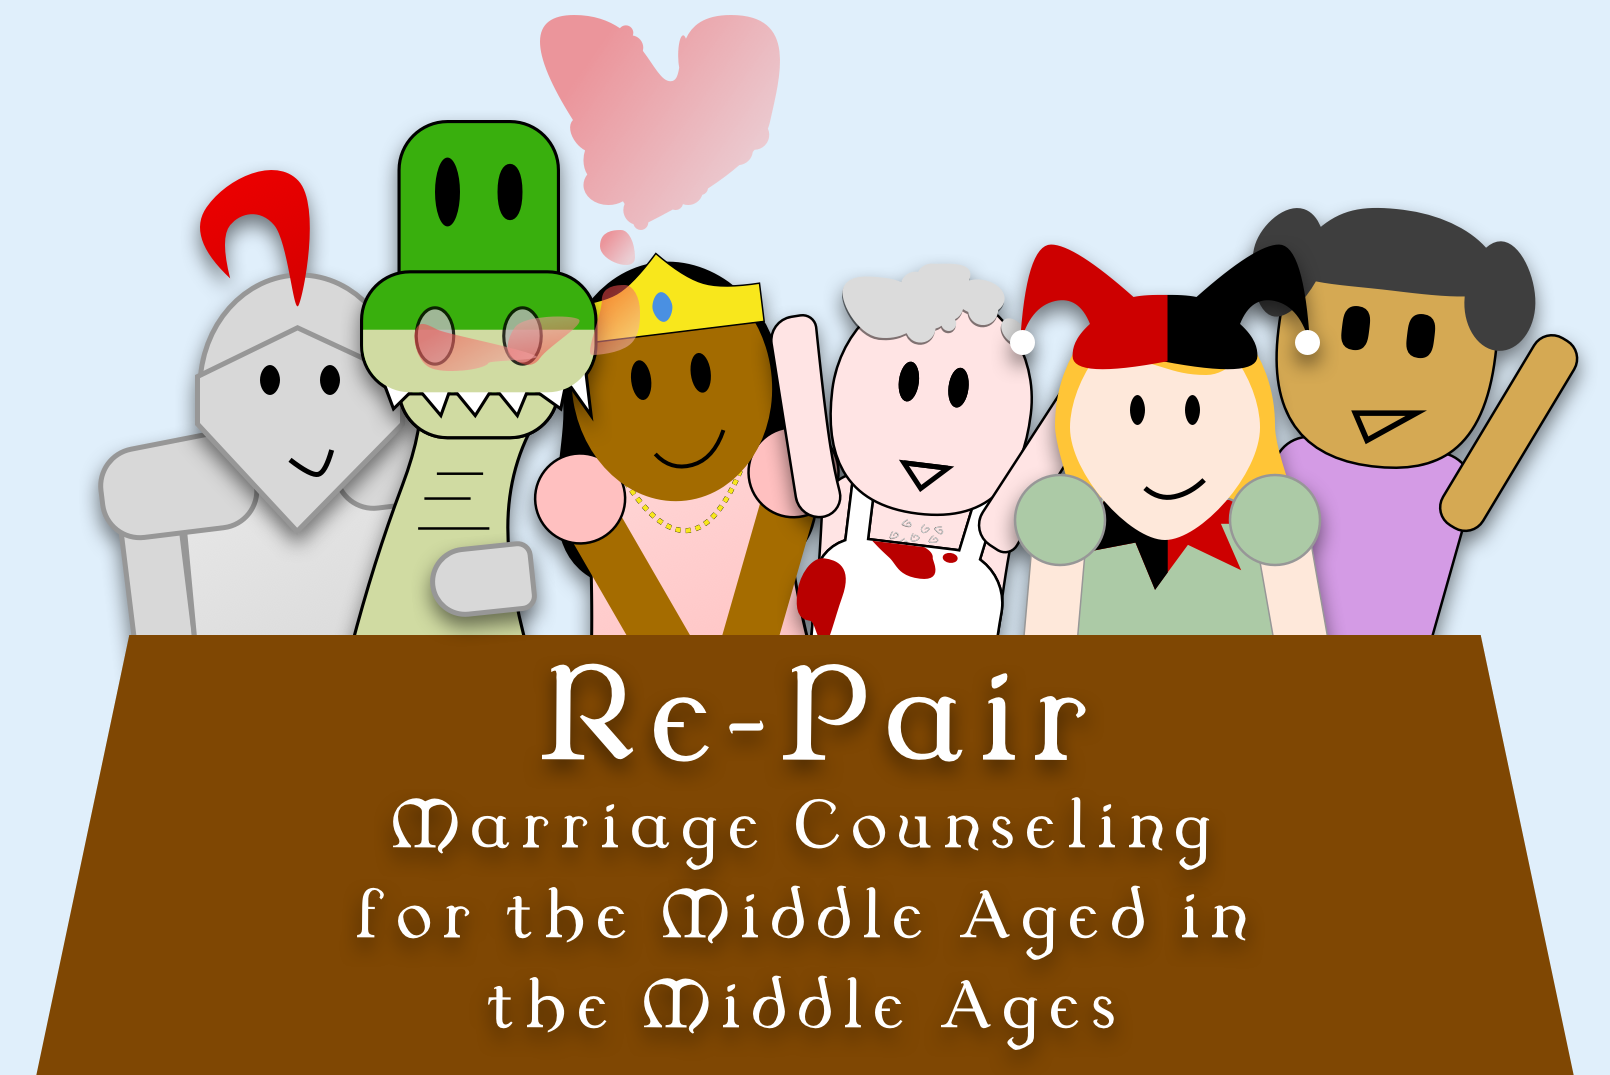 Re-Pair
Marriage Counseling
for the Middle Aged in
the Middle Ages